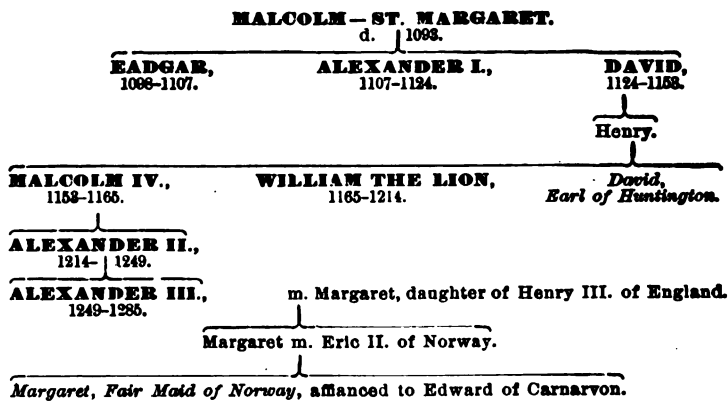 MALCOLM — ST. MARGARET.
d. 1093.
EADGAR, ALEXANDER I., DAVID,
1098–1107. 1107–1124. 1124–1153.
Henry.
MALCOLM IV., WILLIAM THE LION, David,
1153–1165. 1165–1214. Earl of Huntington.
ALEXANDER II.,
1214– 1249.
ALEXANDER III., m. Margaret, daughter of Henry III. of England.
1249–1285.
Margaret m. Eric II. of Norway.
Margaret, Fair Maid of Norway, affianced to Edward of Carnarvon.